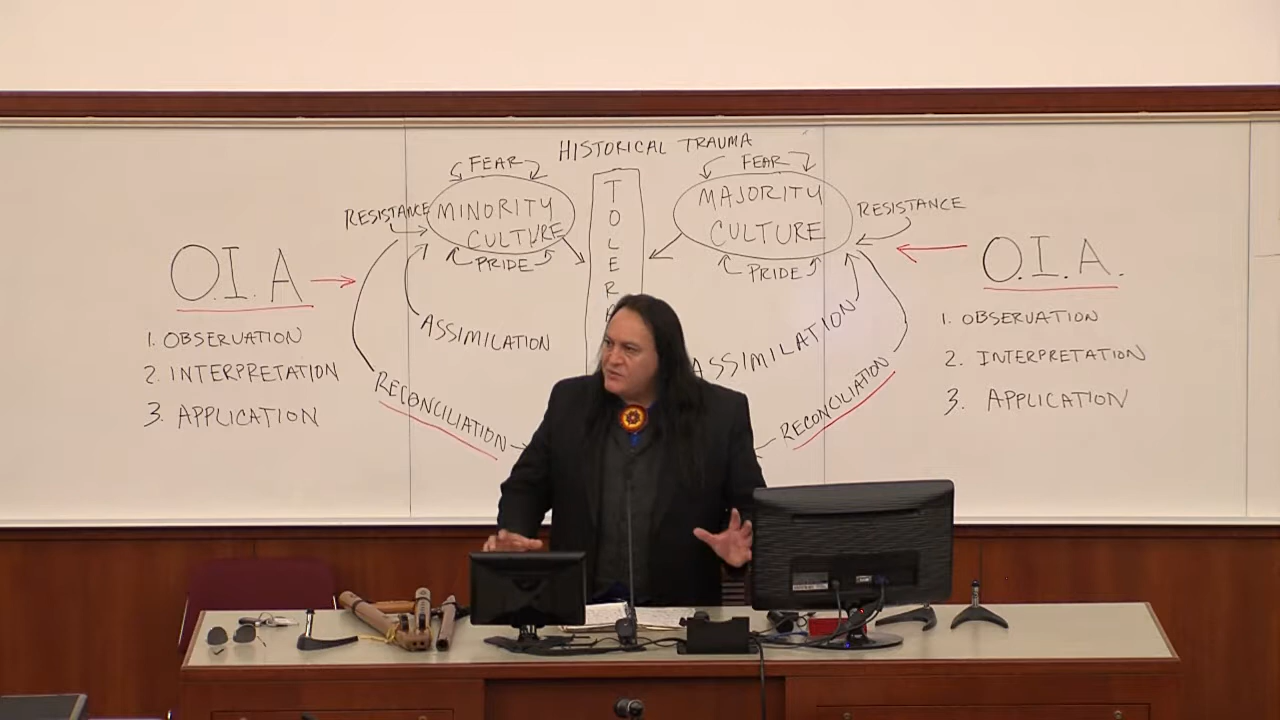 HISTORICAL TRAUMA
FEAR
FEAR
RESISTANCE
MINORITY
CULTURE
PRIDE
TOLER
MAJORITY
CULTURE
PRIDE
RESISTANCE
O.I.A
1. OBSERVATION
2. INTERPRETATION
3. APPLICATION
ASSIMILATION
RECONCILIATION
ASSIMILATION
RECONCILIATION
O.I.A.
1. OBSERVATION
2. INTERPRETATION
3. APPLICATION